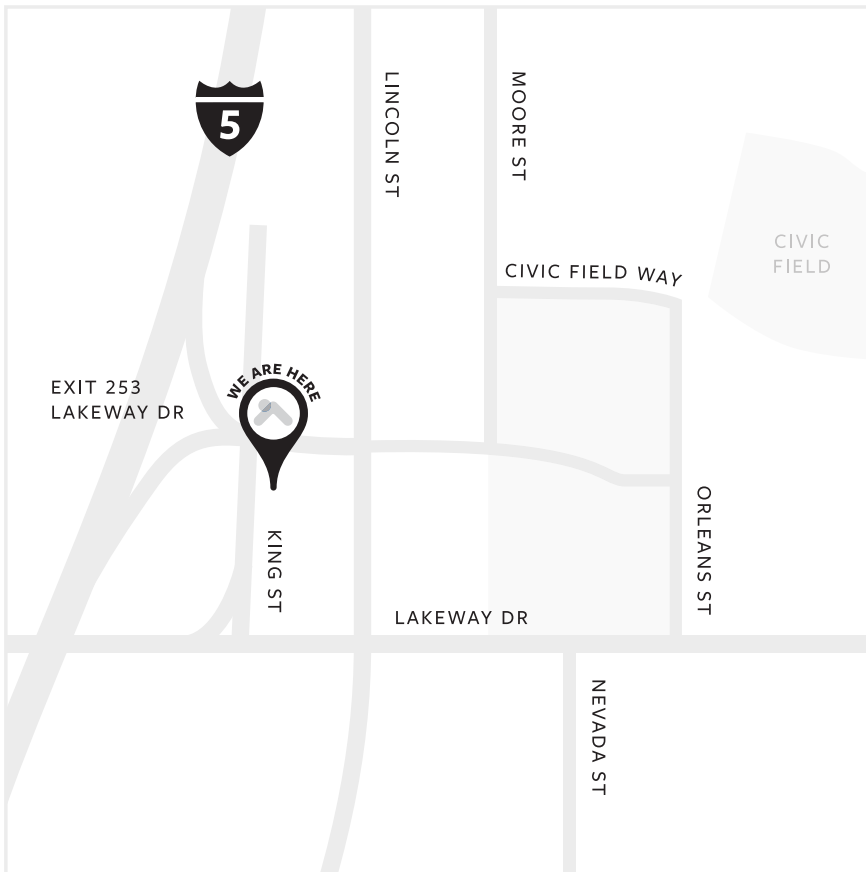 5
LINCOLN ST
MOORE ST
CIVIC
FIELD
CIVIC FIELD WAY
WE ARE HERE
EXIT 253
LAKEWAY DR
ORLEANS ST
KING ST
LAKEWAY DR
NEVADA ST